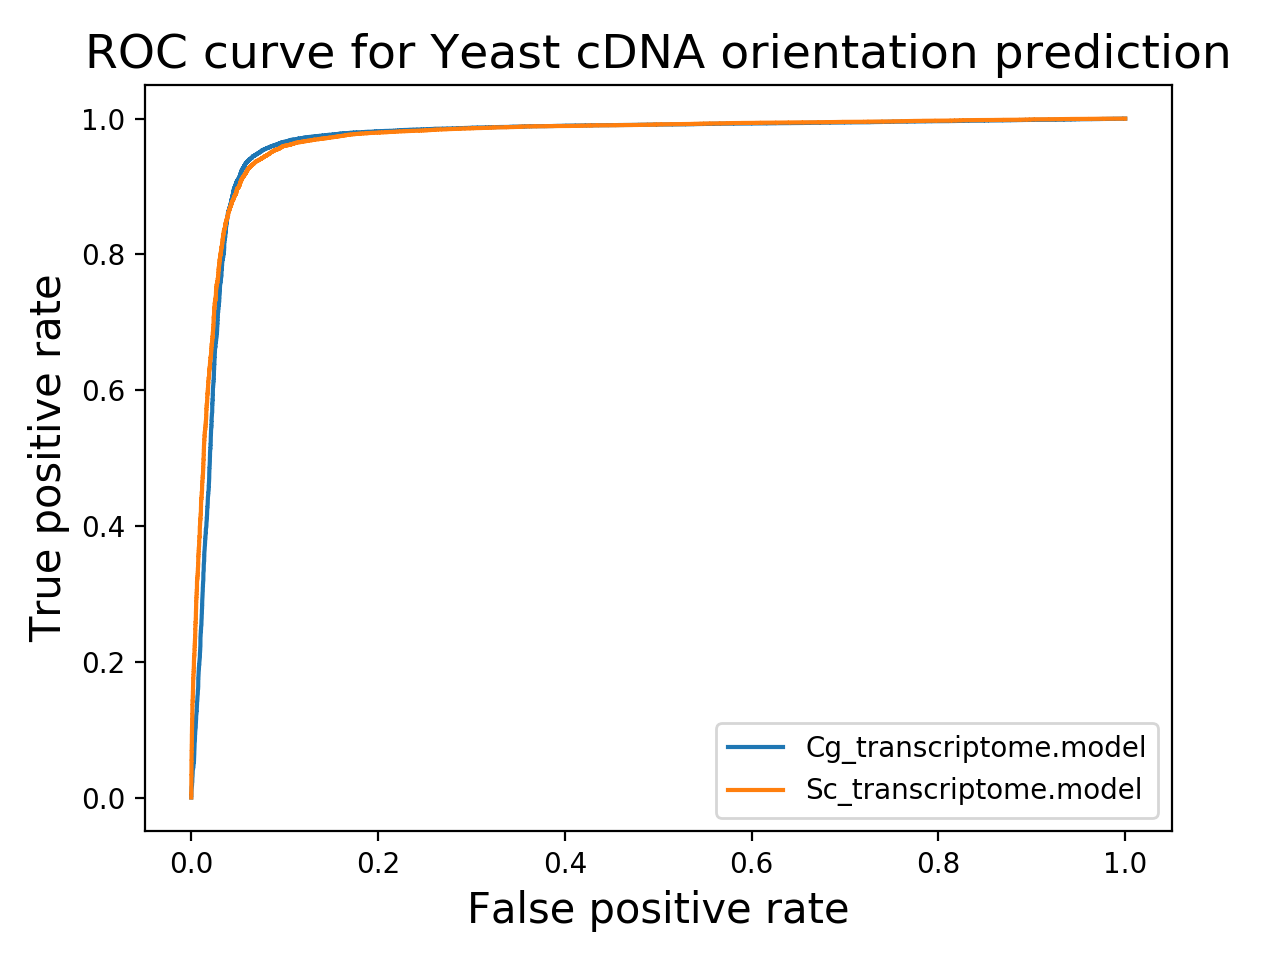 ROC curve for Yeast cDNA orientation prediction
True positive rate
1.0
0.8
0.6
0.4
0.2
0.0
Cg_transcriptome.model
Sc_transcriptome.model
0.0 0.2 0.4 0.6 0.8 1.0
False positive rate